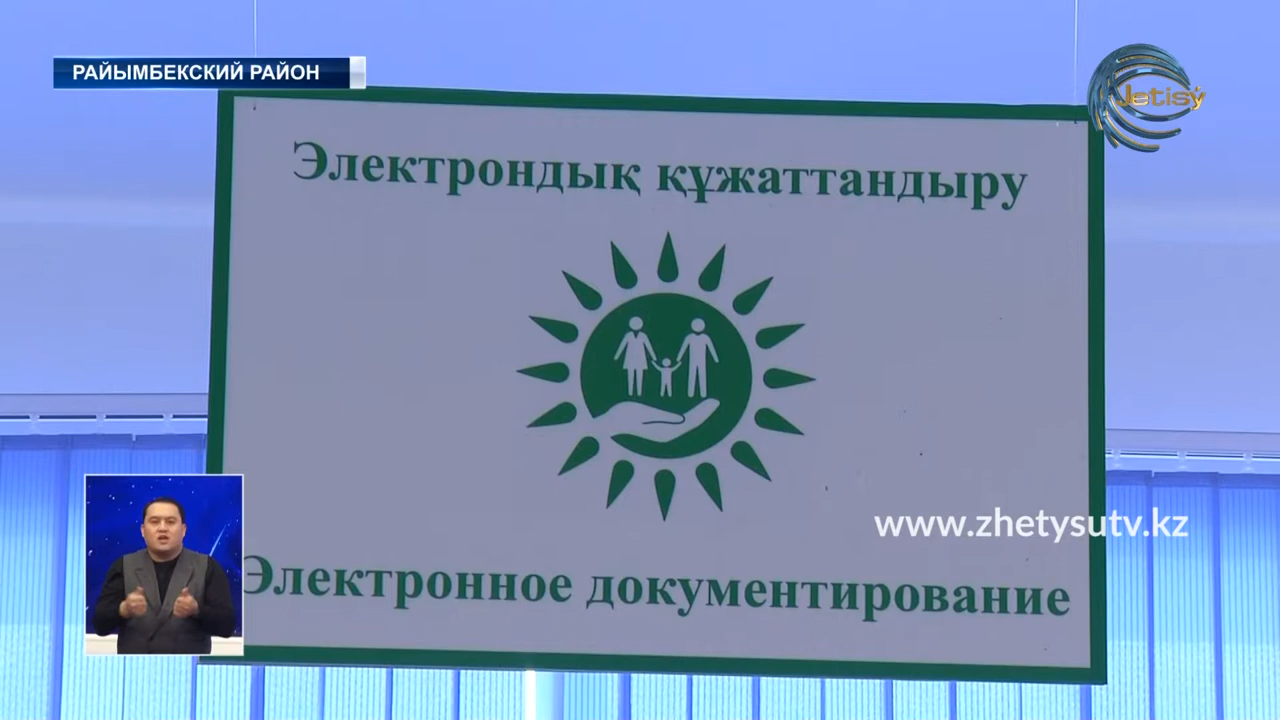 РАЙЫМБЕКСКИЙ РАЙОН
Jetisý
Электрондық құжаттандыру
www.zhetysutv.kz
Электронное документирование